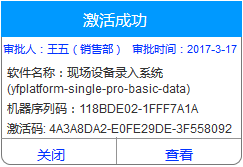 激活成功
审批人：王五（销售部） 审批时间：2017-3-17
软件名称：现场设备录入系统
(yfplatform-single-pro-basic-data)
机器序列码：118BDE02-1FFF7A1A
激活码: 4A3A8DA2-E0FE29DE-3F558092
关闭 查看